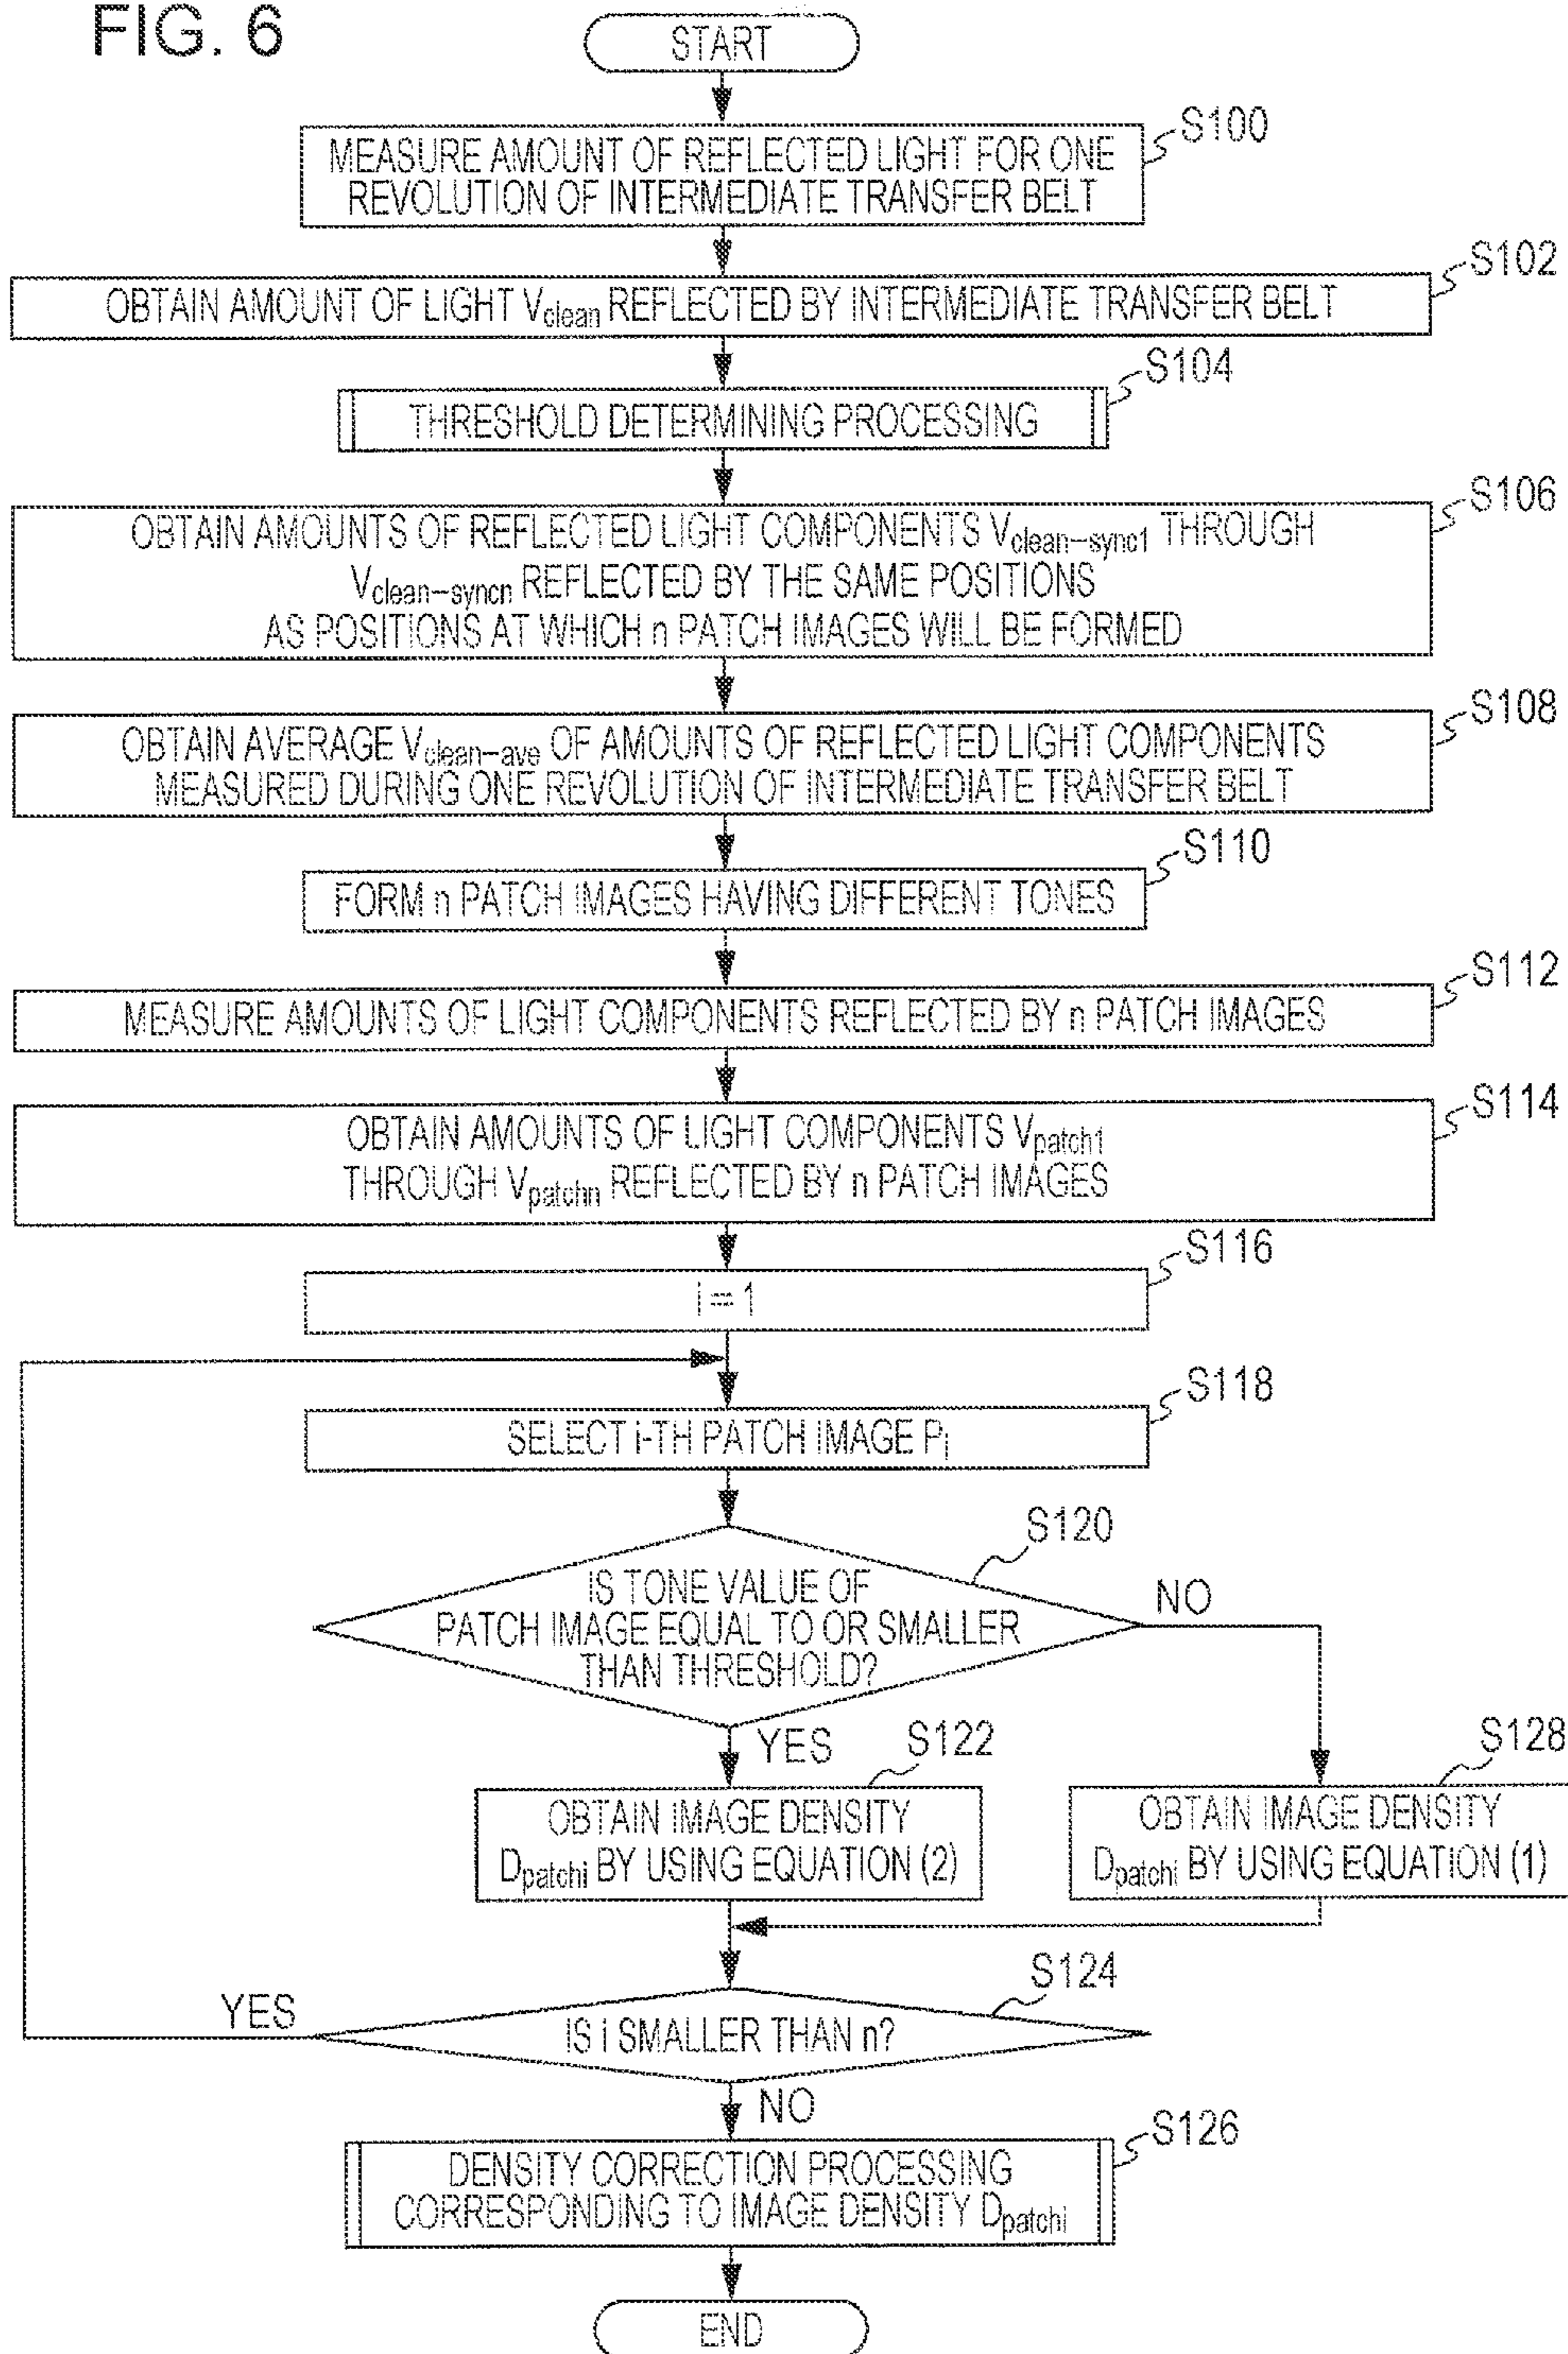 FIG. 6
START
S100
MEASURE AMOUNT OF REFLECTED LIGHT FOR ONE
REVOLUTION OF INTERMEDIATE TRANSFER BELT
S102
OBTAIN AMOUNT OF LIGHT Vclean REFLECTED BY INTERMEDIATE TRANSFER BELT
S104
THRESHOLD DETERMINING PROCESSING
S106
OBTAIN AMOUNTS OF REFLECTED LIGHT COMPONENTS Vclean-sync1 THROUGH
Vclean-syncn REFLECTED BY THE SAME POSITIONS
AS POSITIONS AT WHICH n PATCH IMAGES WILL BE FORMED
S108
OBTAIN AVERAGE Vclean-ave OF AMOUNTS OF REFLECTED LIGHT COMPONENTS
MEASURED DURING ONE REVOLUTION OF INTERMEDIATE TRANSFER BELT
S110
FORM n PATCH IMAGES HAVING DIFFERENT TONES
S112
MEASURE AMOUNTS OF LIGHT COMPONENTS REFLECTED BY n PATCH IMAGES
S114
OBTAIN AMOUNTS OF LIGHT COMPONENTS Vpatch1
THROUGH Vpatchn REFLECTED BY n PATCH IMAGES
S116
i = 1
S118
SELECT i-TH PATCH IMAGE Pi
S120
IS TONE VALUE OF
PATCH IMAGE EQUAL TO OR SMALLER
THAN THRESHOLD?
NO
YES
S122
OBTAIN IMAGE DENSITY
Dpatchi BY USING EQUATION (2)
S128
OBTAIN IMAGE DENSITY
Dpatchi BY USING EQUATION (1)
S124
YES
IS i SMALLER THAN n?
NO
S126
DENSITY CORRECTION PROCESSING
CORRESPONDING TO IMAGE DENSITY Dpatchi
END